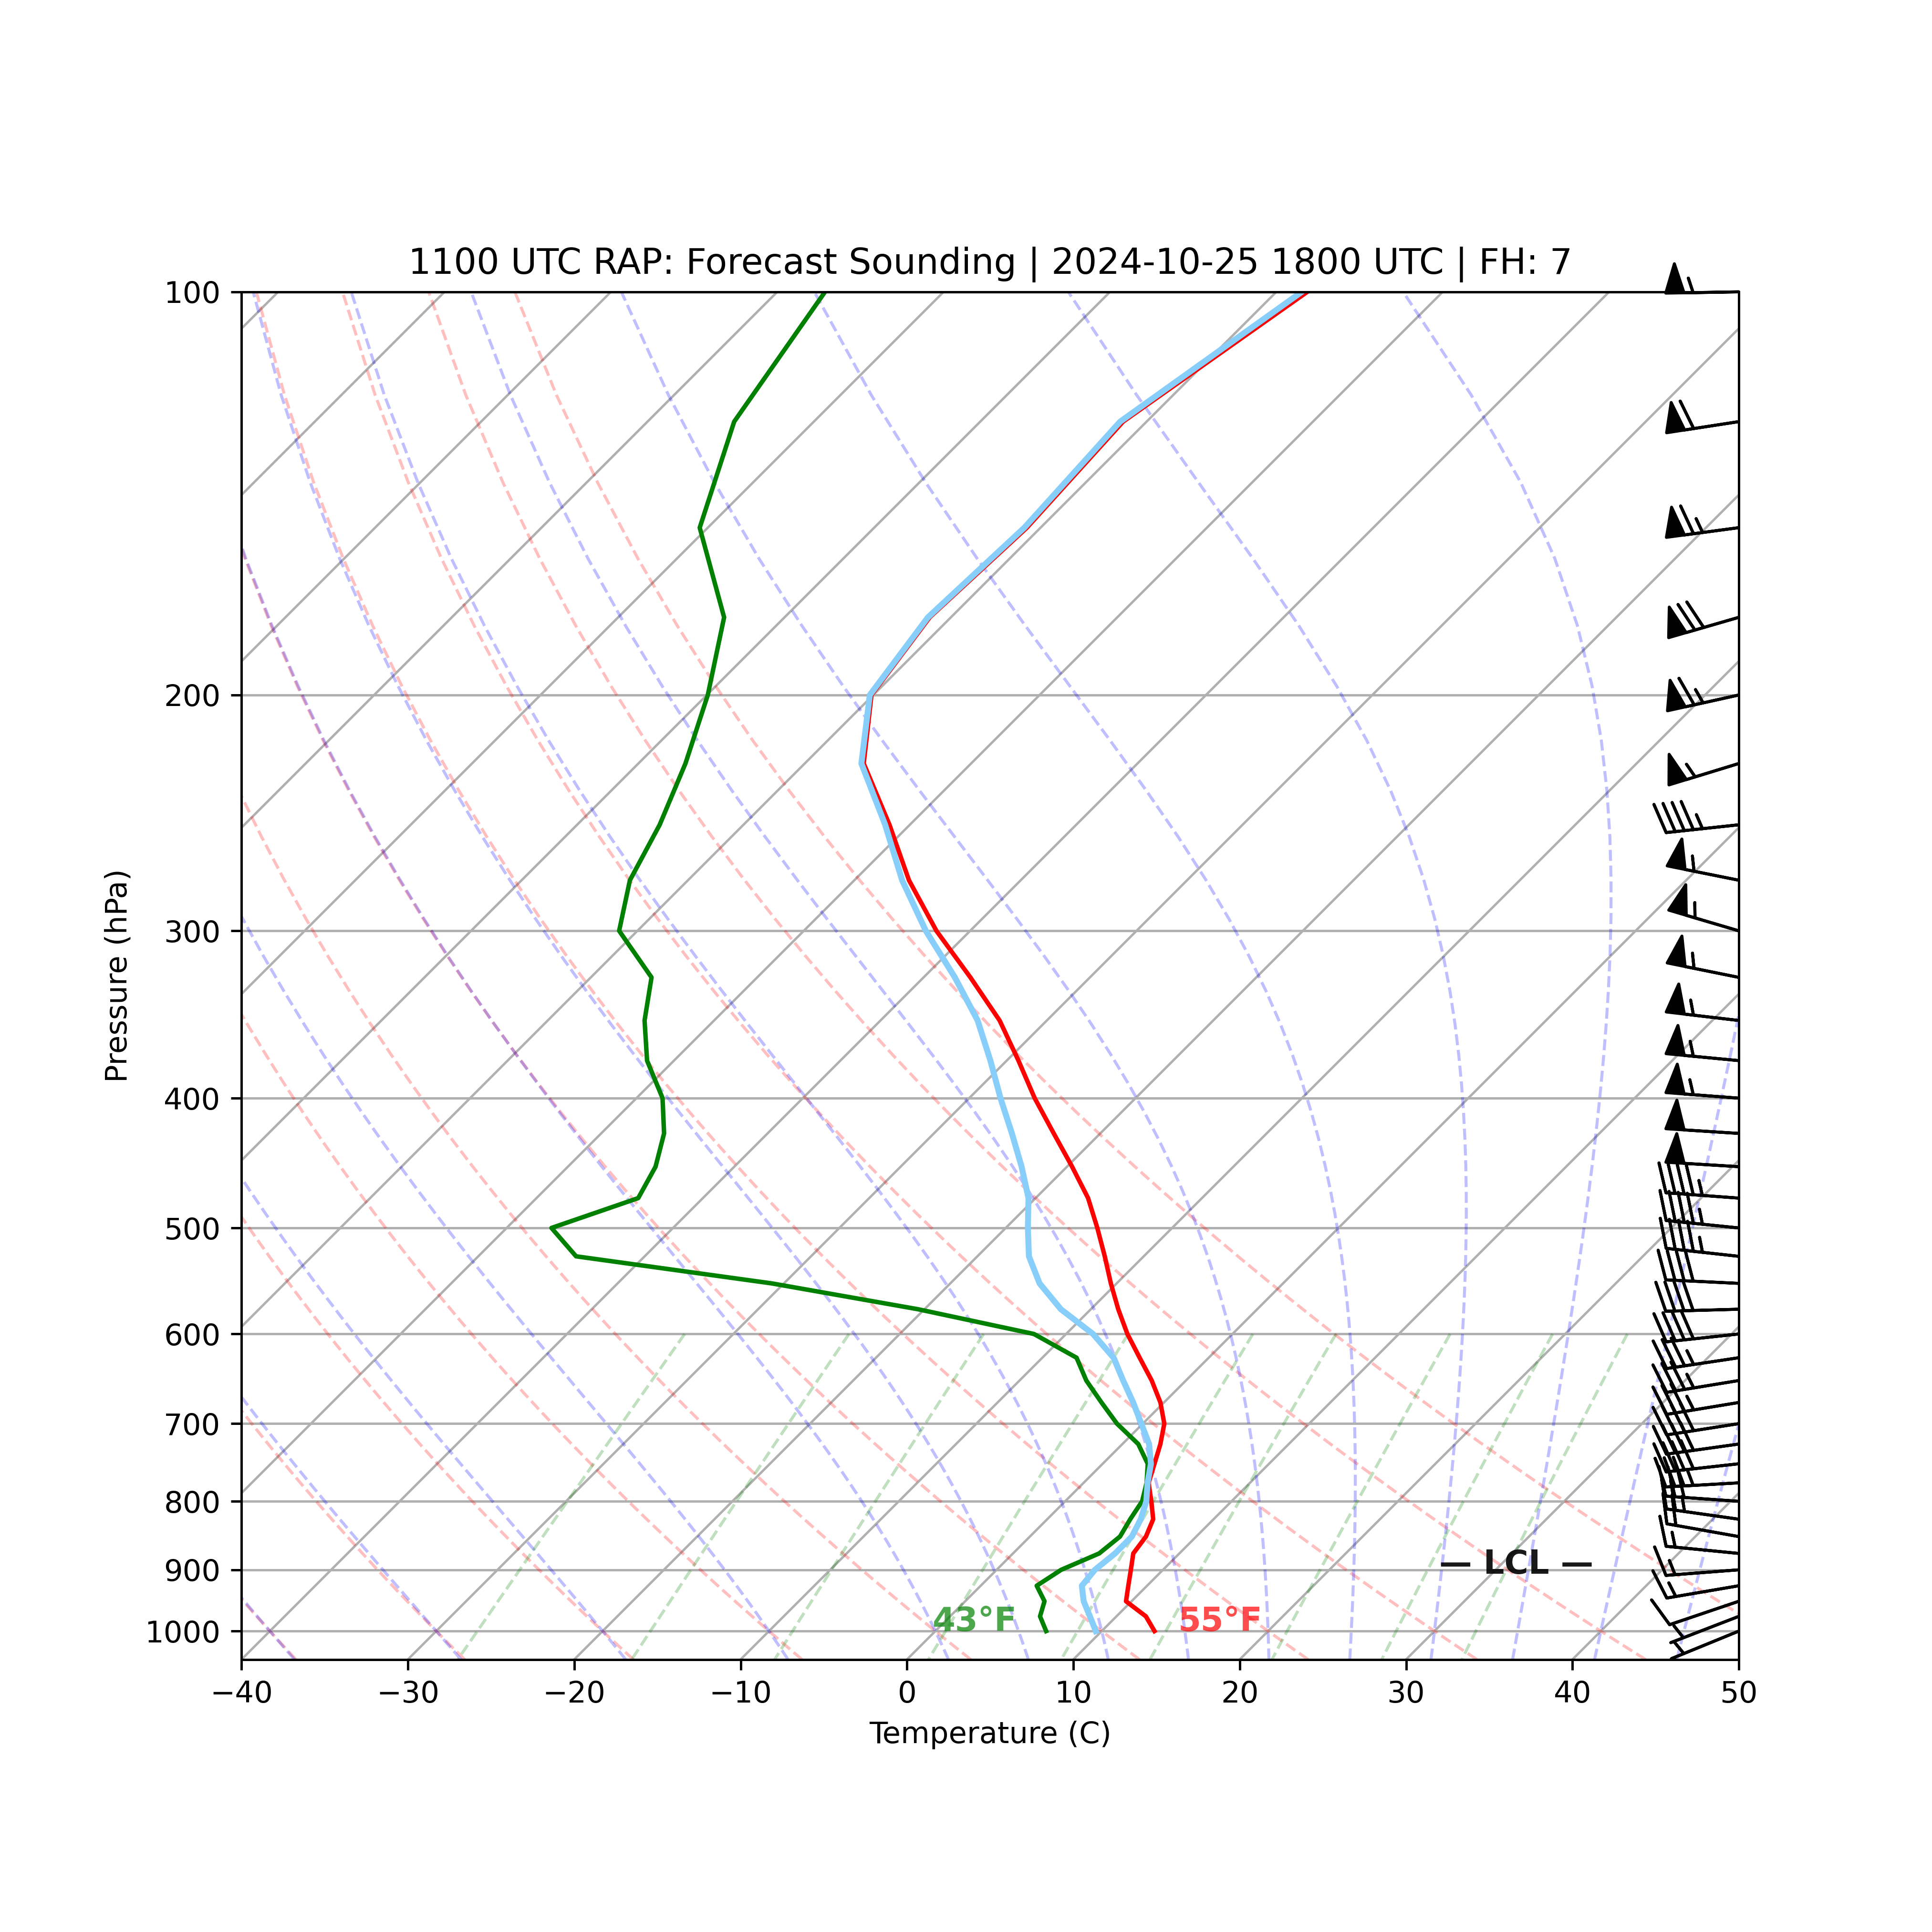 1100 UTC RAP: Forecast Sounding | 2024-10-25 1800 UTC | FH: 7
100
200
300
400
500
600
700
800
900
1000
Pressure (hPa)
— LCL —
43°F
55°F
−40 −30 −20 −10 0 10 20 30 40 50
Temperature (C)